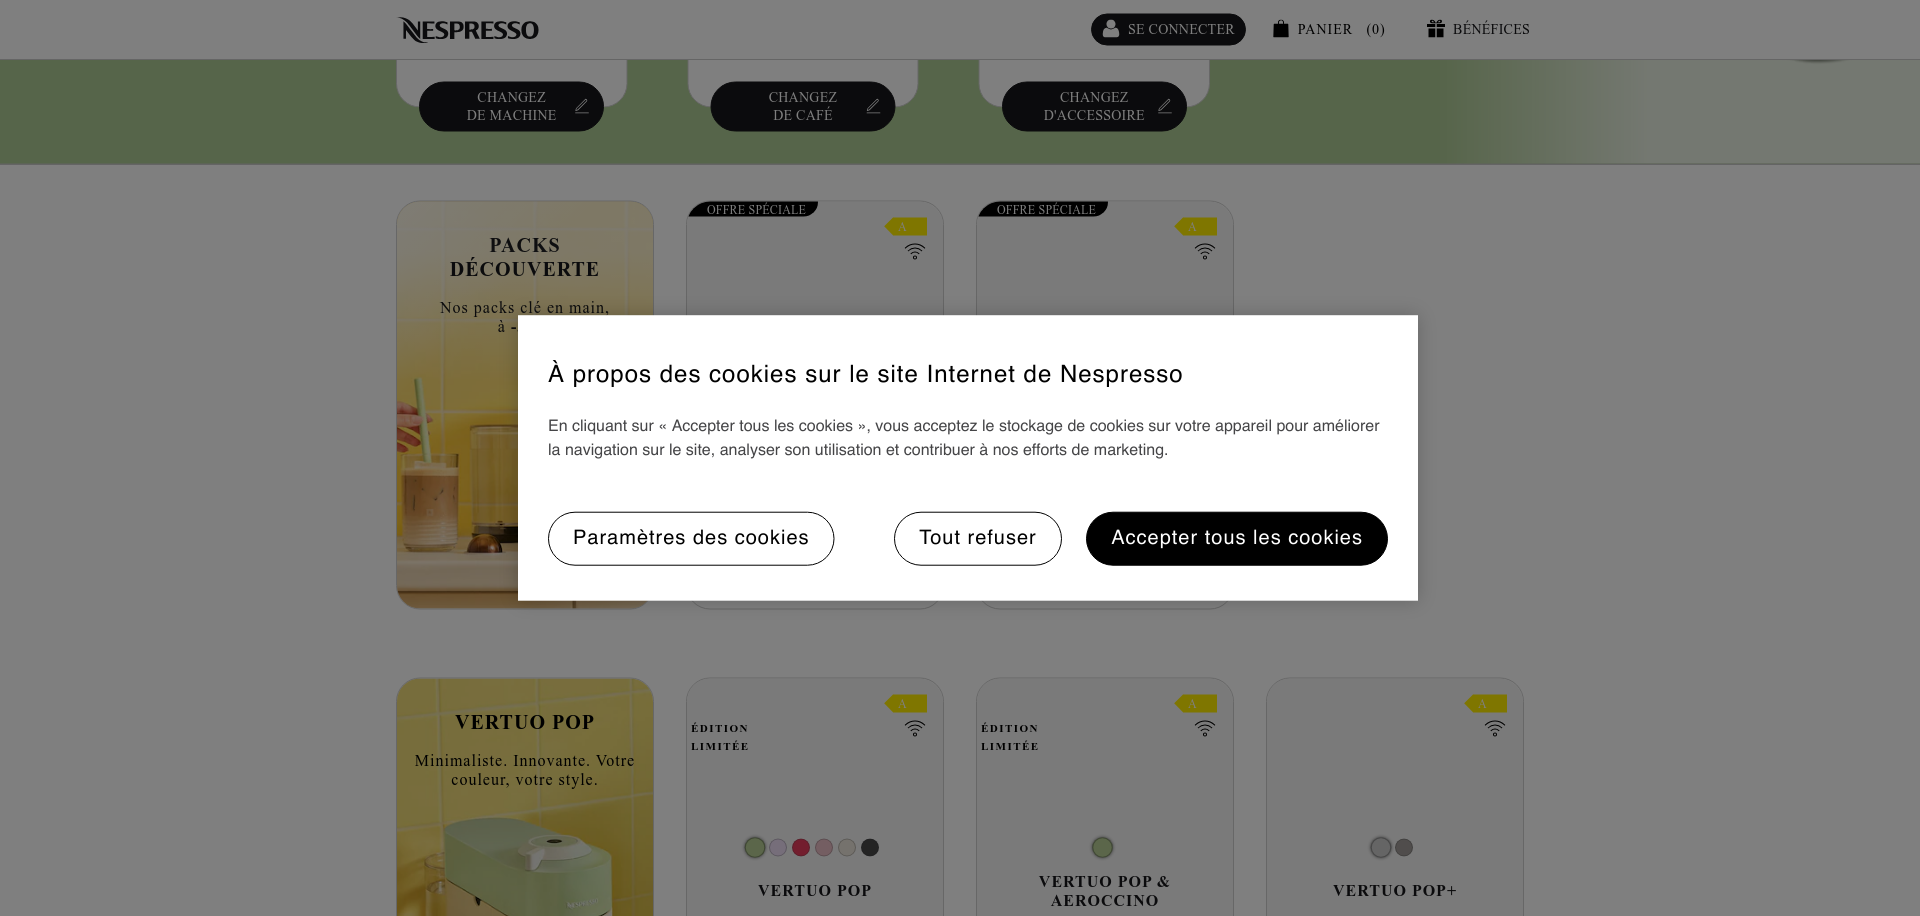 NESPRESSO
SE CONNECTER
PANIER (0)
BÉNÉFICES
CHANGEZ
DE MACHINE
CHANGEZ
DE CAFÉ
CHANGEZ
D'ACCESSOIRE
PACKS
DÉCOUVERTE
Nos packs clé en main,
à -
OFFRE SPÉCIALE
A
OFFRE SPÉCIALE
A
À propos des cookies sur le site Internet de Nespresso
En cliquant sur « Accepter tous les cookies », vous acceptez le stockage de cookies sur votre appareil pour améliorer
la navigation sur le site, analyser son utilisation et contribuer à nos efforts de marketing.
Paramètres des cookies
Tout refuser
Accepter tous les cookies
VERTUO POP
Minimaliste. Innovante. Votre
couleur, votre style.
A
ÉDITION
LIMITÉE
VERTUO POP
A
ÉDITION
LIMITÉE
VERTUO POP &
AEROCCINO
A
VERTUO POP+